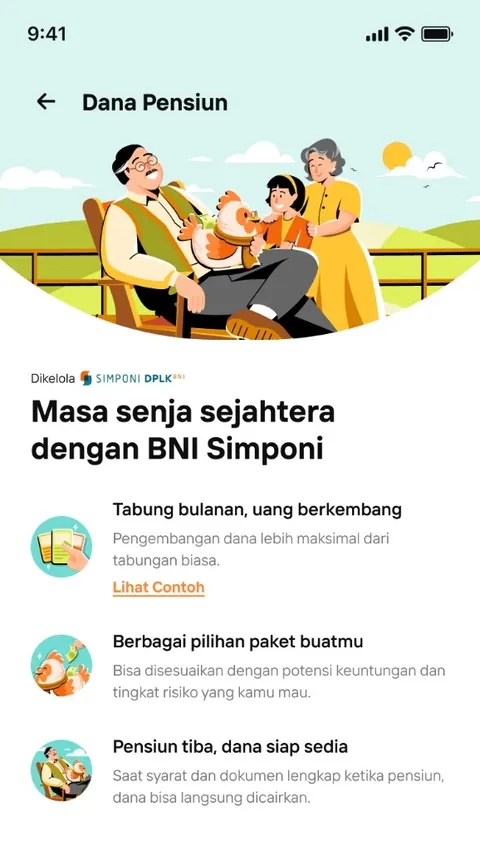 9:41
Dana Pensiun
Dikelola SIMPONI DPLK BNI
Masa senja sejahtera
dengan BNI Simponi
Tabung bulanan, uang berkembang
Pengembangan dana lebih maksimal dari
tabungan biasa.
Lihat Contoh
Berbagai pilihan paket buatmu
Bisa disesuaikan dengan potensi keuntungan dan
tingkat risiko yang kamu mau.
Pensiun tiba, dana siap sedia
Saat syarat dan dokumen lengkap ketika pensiun,
dana bisa langsung dicairkan.